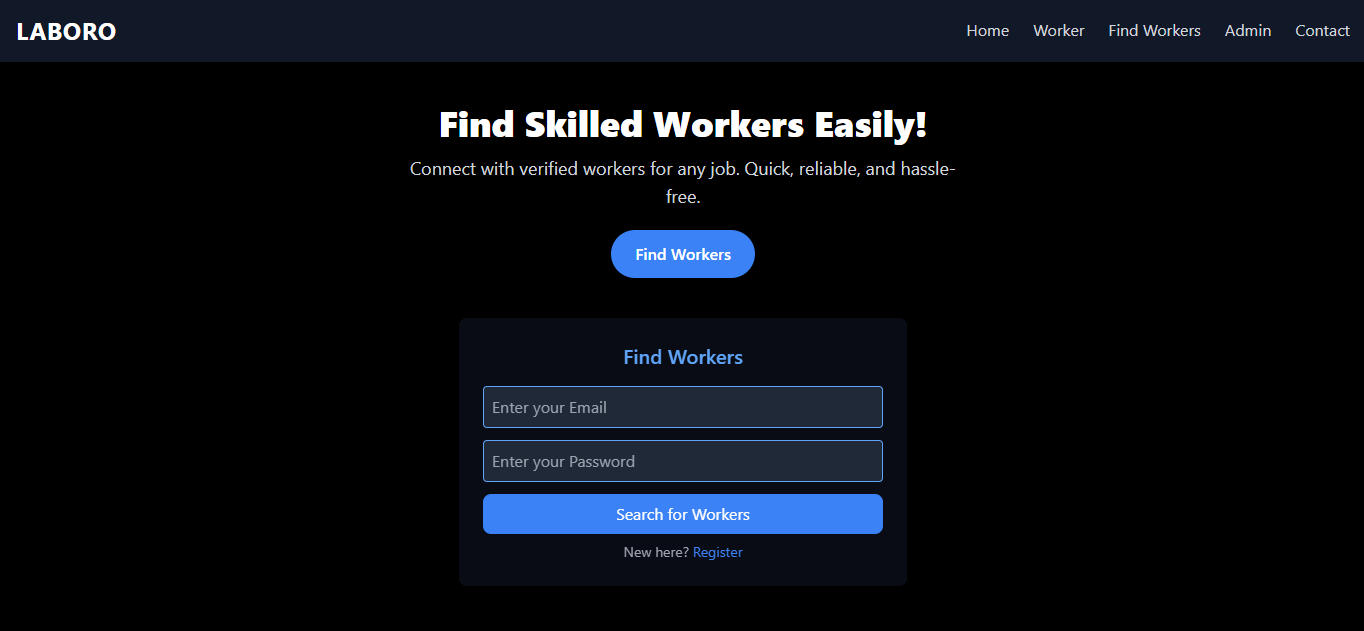 LABORO
Home Worker Find Workers Admin Contact
Find Skilled Workers Easily!
Connect with verified workers for any job. Quick, reliable, and hassle-
free.
Find Workers
Find Workers
Enter your Email
Enter your Password
Search for Workers
New here? Register